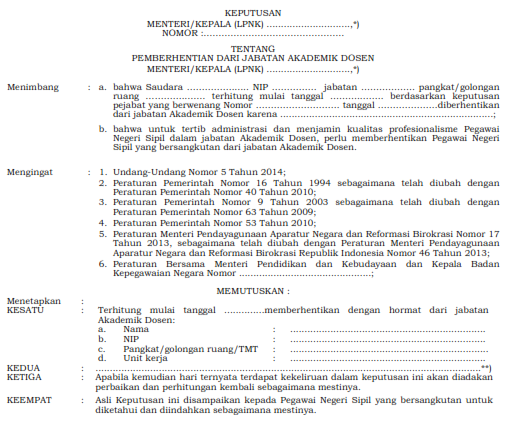 KEPUTUSAN
MENTERI/KEPALA (LPNK) ..............................,*)
NOMOR :..................................................
TENTANG
PEMBERHENTIAN DARI JABATAN AKADEMIK DOSEN
MENTERI/KEPALA (LPNK) ..............................,*)
Menimbang : a. bahwa Saudara ....................... NIP ................ jabatan ................... pangkat/golongan
ruang ..................... terhitung mulai tanggal ................... berdasarkan keputusan
pejabat yang berwenang Nomor .............................. tanggal .....................diberhentikan
dari jabatan Akademik Dosen karena ............................................................................;
b. bahwa untuk tertib administrasi dan menjamin kualitas profesionalisme Pegawai
Negeri Sipil dalam jabatan Akademik Dosen, perlu memberhentikan Pegawai Negeri
Sipil yang bersangkutan dari jabatan Akademik Dosen.
Mengingat : 1. Undang-Undang Nomor 5 Tahun 2014;
2. Peraturan Pemerintah Nomor 16 Tahun 1994 sebagaimana telah diubah dengan
Peraturan Pemerintah Nomor 40 Tahun 2010;
3. Peraturan Pemerintah Nomor 9 Tahun 2003 sebagaimana telah diubah dengan
Peraturan Pemerintah Nomor 63 Tahun 2009;
4. Peraturan Pemerintah Nomor 53 Tahun 2010;
5. Peraturan Menteri Pendayagunaan Aparatur Negara dan Reformasi Birokrasi Nomor 17
Tahun 2013, sebagaimana telah diubah dengan Peraturan Menteri Pendayagunaan
Aparatur Negara dan Reformasi Birokrasi Republik Indonesia Nomor 46 Tahun 2013;
6. Peraturan Bersama Menteri Pendidikan dan Kebudayaan dan Kepala Badan
Kepegawaian Negara Nomor ...............................................;
MEMUTUSKAN :
Menetapkan :
KESATU : Terhitung mulai tanggal ..............memberhentikan dengan hormat dari jabatan
Akademik Dosen:
a. Nama : ......................................................................
b. NIP : ......................................................................
c. Pangkat/golongan ruang/TMT : ......................................................................
d. Unit kerja : ......................................................................
KEDUA : ..........................................................................................................................................**)
KETIGA : Apabila kemudian hari ternyata terdapat kekeliruan dalam keputusan ini akan diadakan
perbaikan dan perhitungan kembali sebagaimana mestinya.
KEEMPAT : Asli Keputusan ini disampaikan kepada Pegawai Negeri Sipil yang bersangkutan untuk
diketahui dan diindahkan sebagaimana mestinya.